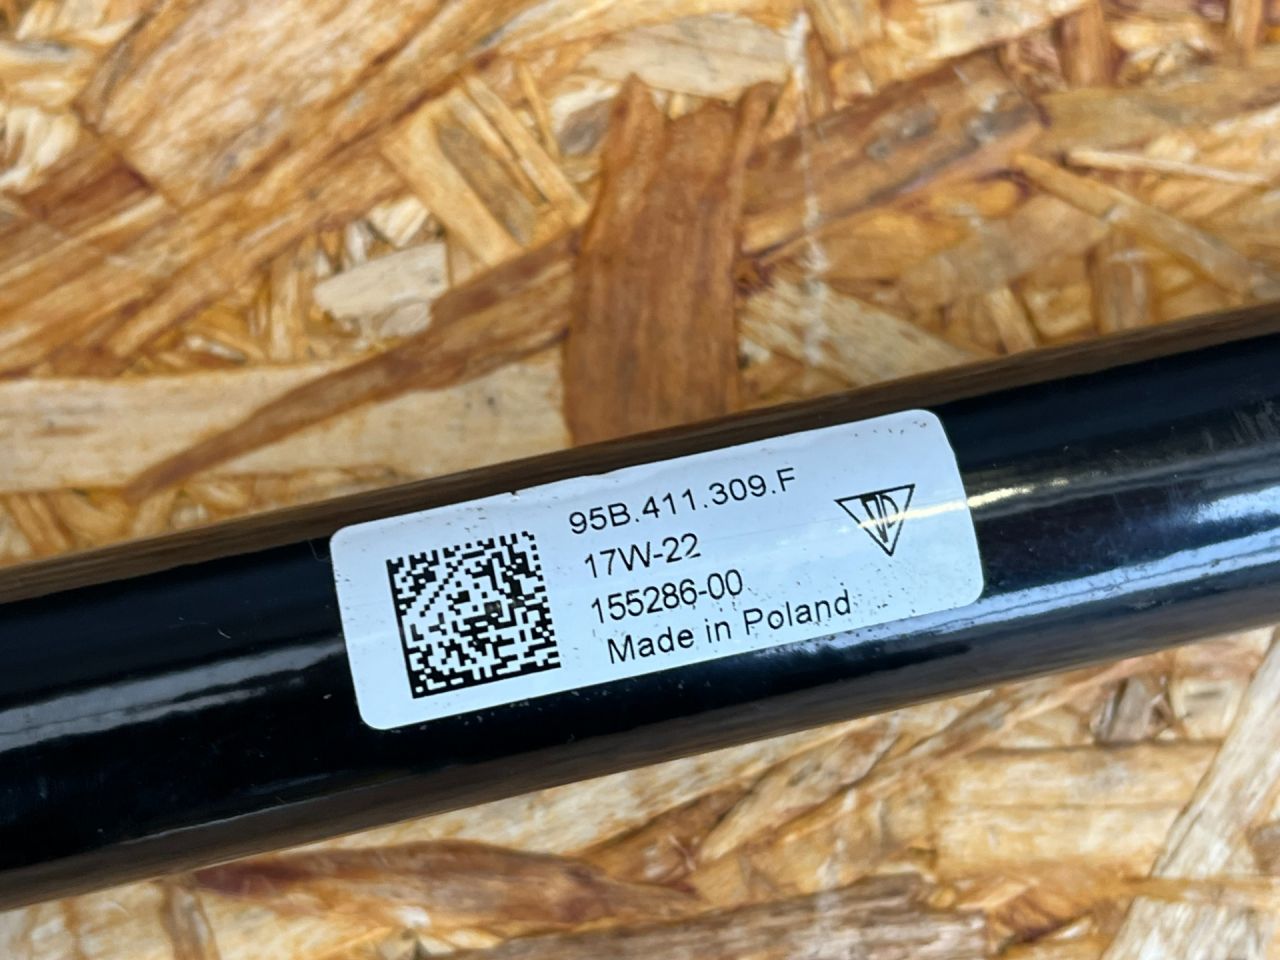 95B.411.309.F
17W-22
155286-00
Made in Poland